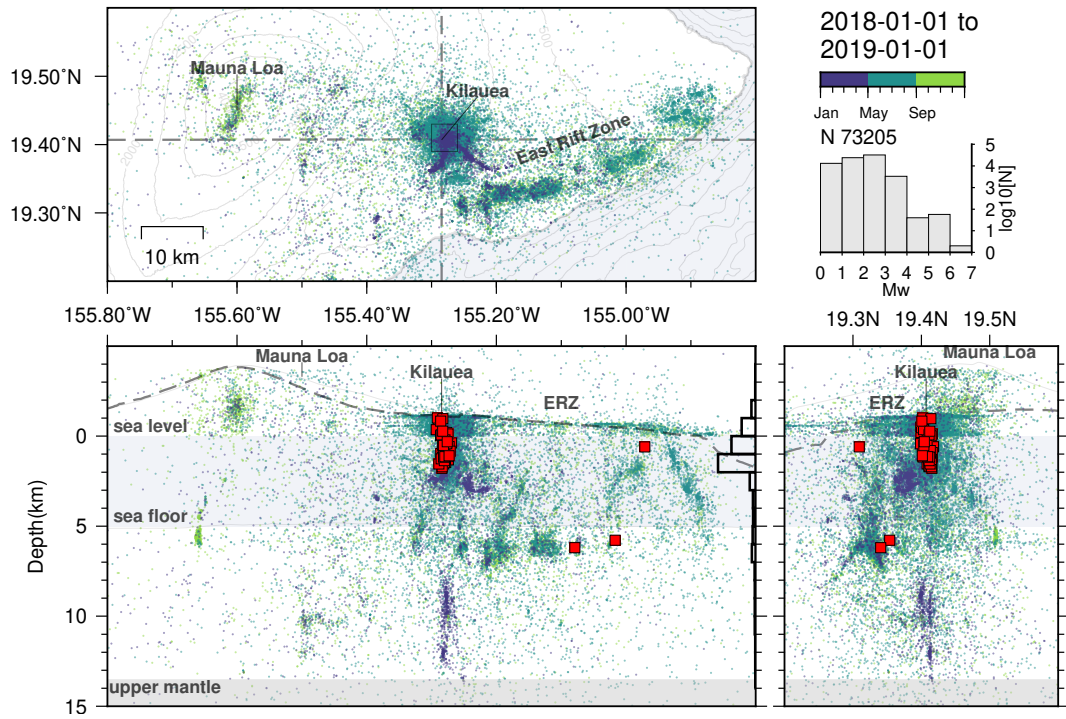 2018-01-01 to
2019-01-01
Jan May Sep
N 73205
5
4
3
2
1
0
log10[N]
0 1 2 3 4 5 6 7
Mw
19.50°N
19.40°N
19.30°N
Mauna Loa
Kilauea
East Rift Zone
500
2000
10 km
155.80°W 155.60°W 155.40°W 155.20°W 155.00°W
19.3N 19.4N 19.5N
Mauna Loa
Kilauea
ERZ
sea level
sea floor
upper mantle
0
5
10
15
Depth(km)
Mauna Loa
Kilauea
ERZ